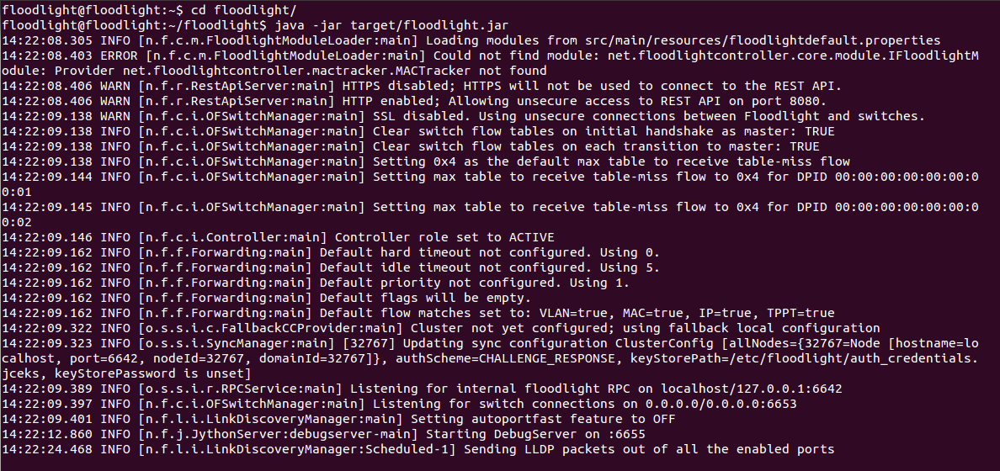 floodlight@floodlight:~$ cd floodlight/
floodlight@floodlight:~/floodlight$ java -jar target/floodlight.jar
14:22:08.305 INFO [n.f.c.m.FloodlightModuleLoader:main] Loading modules from src/main/resources/floodlightdefault.properties
14:22:08.403 ERROR [n.f.c.m.FloodlightModuleLoader:main] Could not find module: net.floodlightcontroller.core.module.IFloodlightM
odule: Provider net.floodlightcontroller.mactracker.MACTracker not found
14:22:08.406 WARN [n.f.r.RestApiServer:main] HTTPS disabled; HTTPS will not be used to connect to the REST API.
14:22:08.406 WARN [n.f.r.RestApiServer:main] HTTP enabled; Allowing unsecure access to REST API on port 8080.
14:22:09.138 WARN [n.f.c.i.OFSwitchManager:main] SSL disabled. Using unsecure connections between Floodlight and switches.
14:22:09.138 INFO [n.f.c.i.OFSwitchManager:main] Clear switch flow tables on initial handshake as master: TRUE
14:22:09.138 INFO [n.f.c.i.OFSwitchManager:main] Clear switch flow tables on each transition to master: TRUE
14:22:09.138 INFO [n.f.c.i.OFSwitchManager:main] Setting 0x4 as the default max table to receive table-miss flow
14:22:09.144 INFO [n.f.c.i.OFSwitchManager:main] Setting max table to receive table-miss flow to 0x4 for DPID 00:00:00:00:00:00:0
0:01
14:22:09.145 INFO [n.f.c.i.OFSwitchManager:main] Setting max table to receive table-miss flow to 0x4 for DPID 00:00:00:00:00:00:0
0:02
14:22:09.146 INFO [n.f.c.i.Controller:main] Controller role set to ACTIVE
14:22:09.162 INFO [n.f.f.Forwarding:main] Default hard timeout not configured. Using 0.
14:22:09.162 INFO [n.f.f.Forwarding:main] Default idle timeout not configured. Using 5.
14:22:09.162 INFO [n.f.f.Forwarding:main] Default priority not configured. Using 1.
14:22:09.162 INFO [n.f.f.Forwarding:main] Default flags will be empty.
14:22:09.162 INFO [n.f.f.Forwarding:main] Default flow matches set to: VLAN=true, MAC=true, IP=true, TPPT=true
14:22:09.322 INFO [o.s.s.i.c.FallbackCCProvider:main] Cluster not yet configured; using fallback local configuration
14:22:09.323 INFO [o.s.s.i.SyncManager:main] [32767] Updating sync configuration ClusterConfig [allNodes={32767=Node [hostname=lo
calhost, port=6642, nodeId=32767, domainId=32767]}, authScheme=CHALLENGE_RESPONSE, keyStorePath=/etc/floodlight/auth_credentials.
jceks, keyStorePassword is unset]
14:22:09.389 INFO [o.s.s.i.r.RPCService:main] Listening for internal floodlight RPC on localhost/127.0.0.1:6642
14:22:09.397 INFO [n.f.c.i.OFSwitchManager:main] Listening for switch connections on 0.0.0.0/0.0.0.0:6653
14:22:09.401 INFO [n.f.l.i.LinkDiscoveryManager:main] Setting autoportfast feature to OFF
14:22:12.860 INFO [n.f.j.JythonServer:debugserver-main] Starting DebugServer on :6655
14:22:24.468 INFO [n.f.l.i.LinkDiscoveryManager:Scheduled-1] Sending LLDP packets out of all the enabled ports